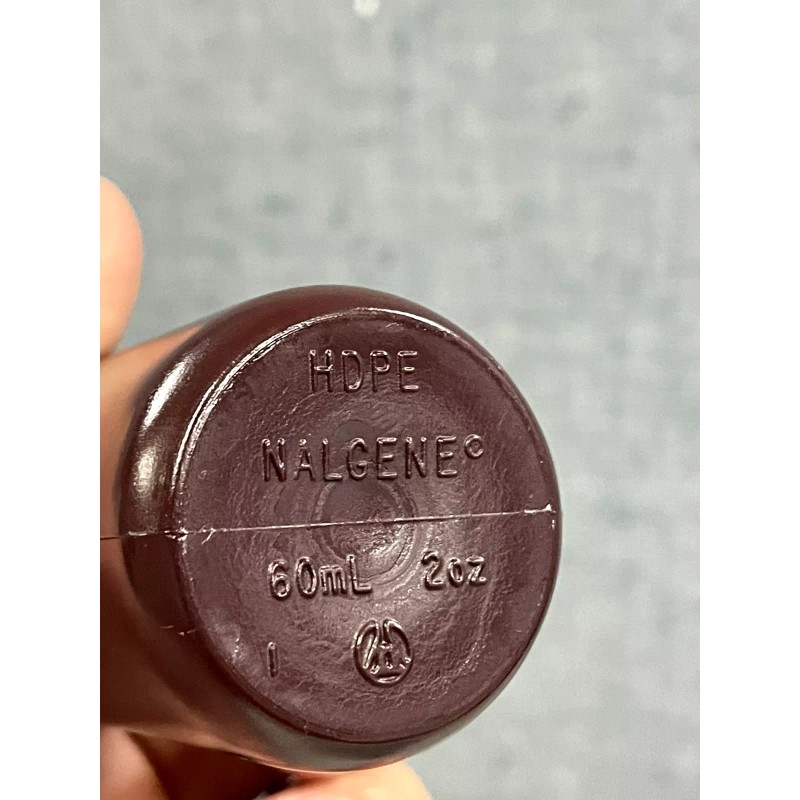 HDPE
NALGENE®
60mL 2oz
1